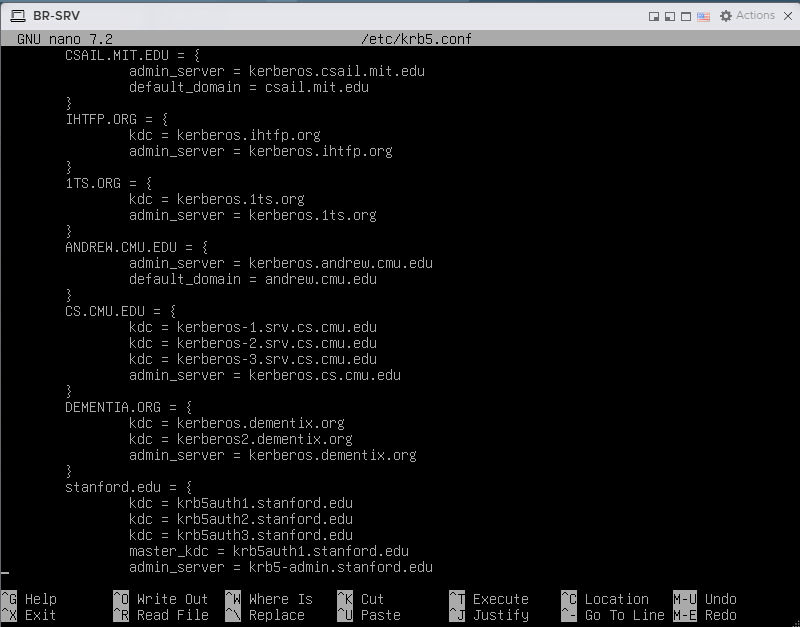 BR-SRV
Actions
GNU nano 7.2 /etc/krb5.conf
CSAIL.MIT.EDU = {
admin_server = kerberos.csail.mit.edu
default_domain = csail.mit.edu
}
IHTFP.ORG = {
kdc = kerberos.ihtfp.org
admin_server = kerberos.ihtfp.org
}
1TS.ORG = {
kdc = kerberos.1ts.org
admin_server = kerberos.1ts.org
}
ANDREW.CMU.EDU = {
admin_server = kerberos.andrew.cmu.edu
default_domain = andrew.cmu.edu
}
CS.CMU.EDU = {
kdc = kerberos-1.srv.cs.cmu.edu
kdc = kerberos-2.srv.cs.cmu.edu
kdc = kerberos-3.srv.cs.cmu.edu
admin_server = kerberos.cs.cmu.edu
}
DEMENTIA.ORG = {
kdc = kerberos.dementix.org
kdc = kerberos2.dementix.org
admin_server = kerberos.dementix.org
}
stanford.edu = {
kdc = krb5auth1.stanford.edu
kdc = krb5auth2.stanford.edu
kdc = krb5auth3.stanford.edu
master_kdc = krb5auth1.stanford.edu
admin_server = krb5-admin.stanford.edu
^G Help ^O Write Out ^W Where Is ^K Cut ^T Execute ^C Location M-U Undo
^X Exit ^R Read File ^\ Replace ^U Paste ^J Justify ^- Go To Line M-E Redo